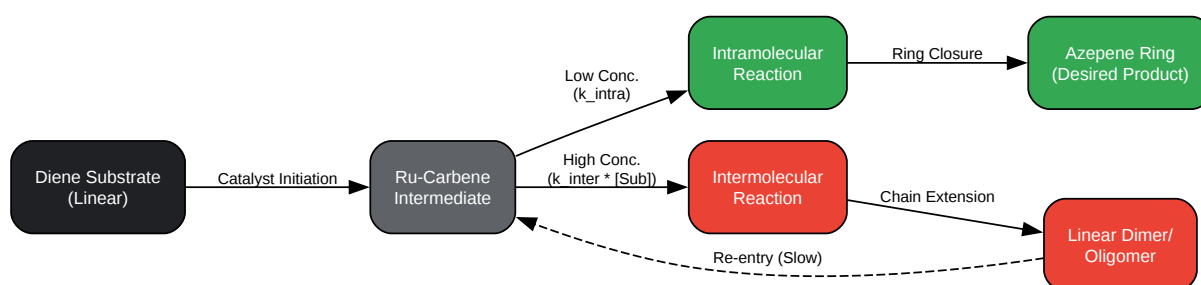 Diene Substrate
(Linear)
Catalyst Initiation
Ru-Carbene
Intermediate
Low Conc.
(k_intra)
Intramolecular
Reaction
Ring Closure
Azepene Ring
(Desired Product)
High Conc.
(k_inter * [Sub])
Intermolecular
Reaction
Chain Extension
Linear Dimer/
Oligomer
Re-entry (Slow)